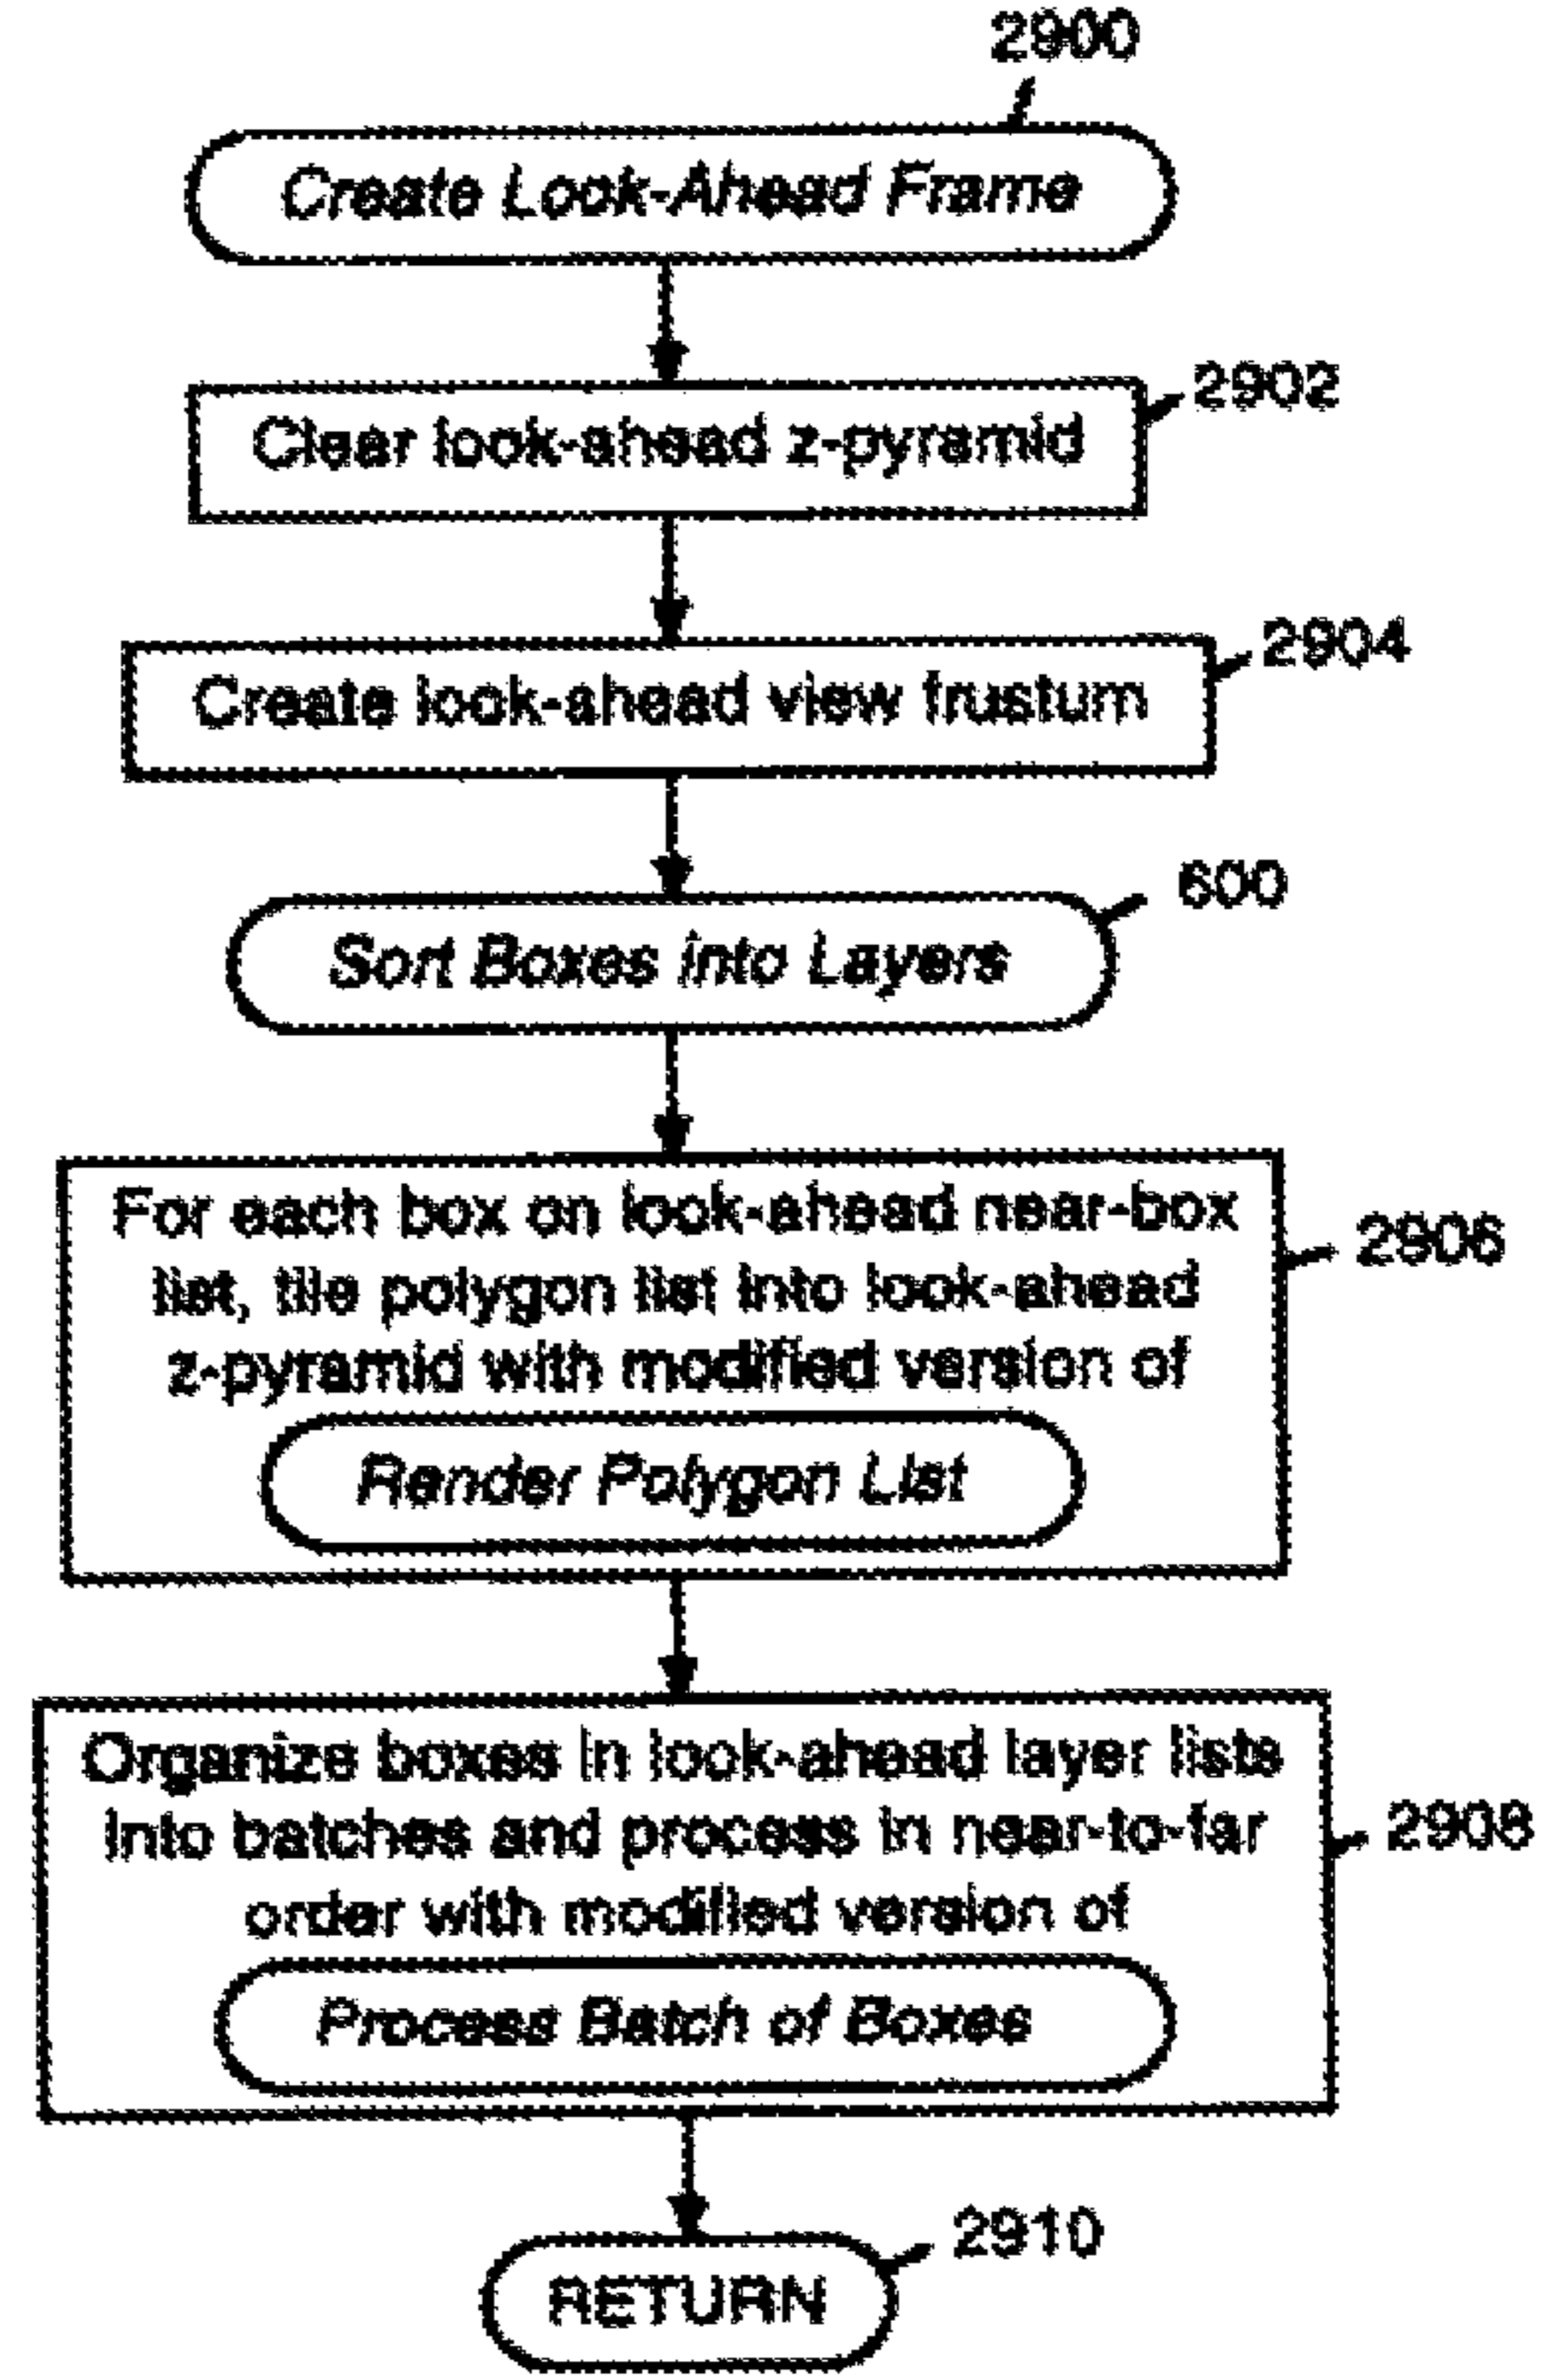 2900
Create Look-Ahead Frame
2902
Clear look-ahead z-pyramid
2904
Create look-ahead view frustum
600
Sort Boxes into Layers
For each box on look-ahead near-box
2906
list, tile polygon list into look-ahead
z-pyramid with modified version of
Render Polygon List
Organize boxes in look-ahead layer lists
into batches and process in near-to-far
2908
order with modified version of
Process Batch of Boxes
2910
RETURN